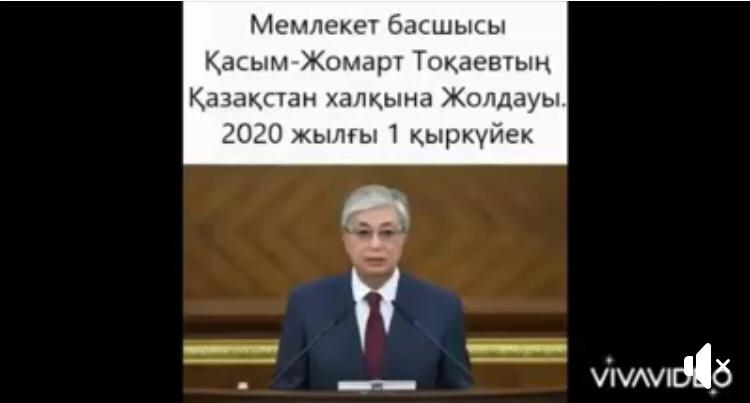 Мемлекет басшысы
Қасым-Жомарт Тоқаевтың
Қазақстан халқына Жолдауы.
2020 жылғы 1 қыркүйек
VIVAVIDEO